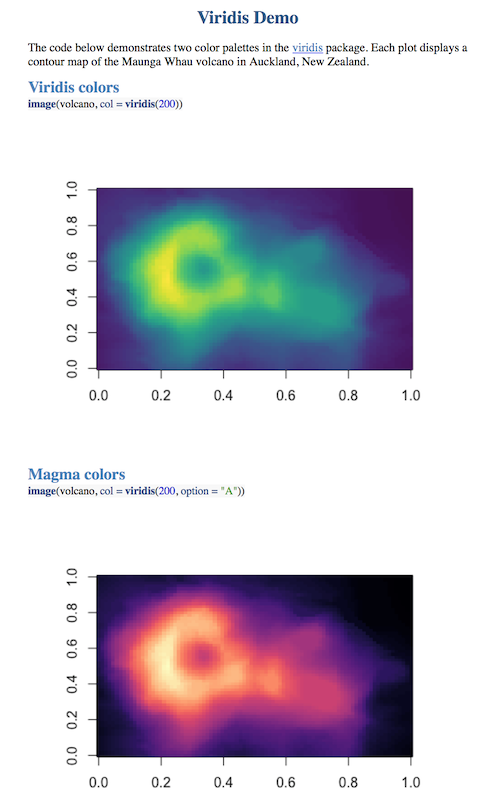 Viridis Demo
The code below demonstrates two color palettes in the viridis package. Each plot displays a
contour map of the Maunga Whau volcano in Auckland, New Zealand.
Viridis colors
image(volcano, col = viridis(200))
1.0
0.8
0.6
0.4
0.2
0.0
0.0 0.2 0.4 0.6 0.8 1.0
Magma colors
image(volcano, col = viridis(200, option = "A"))
1.0
0.8
0.6
0.4
0.2
0.0
0.0 0.2 0.4 0.6 0.8 1.0